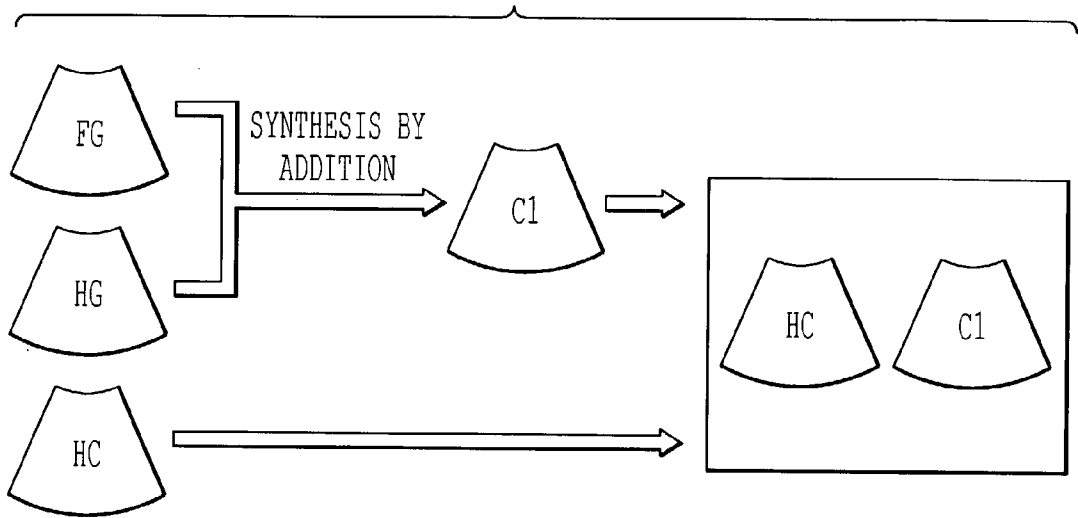 FG
SYNTHESIS BY
ADDITION
C1
HG
HC
HC
C1